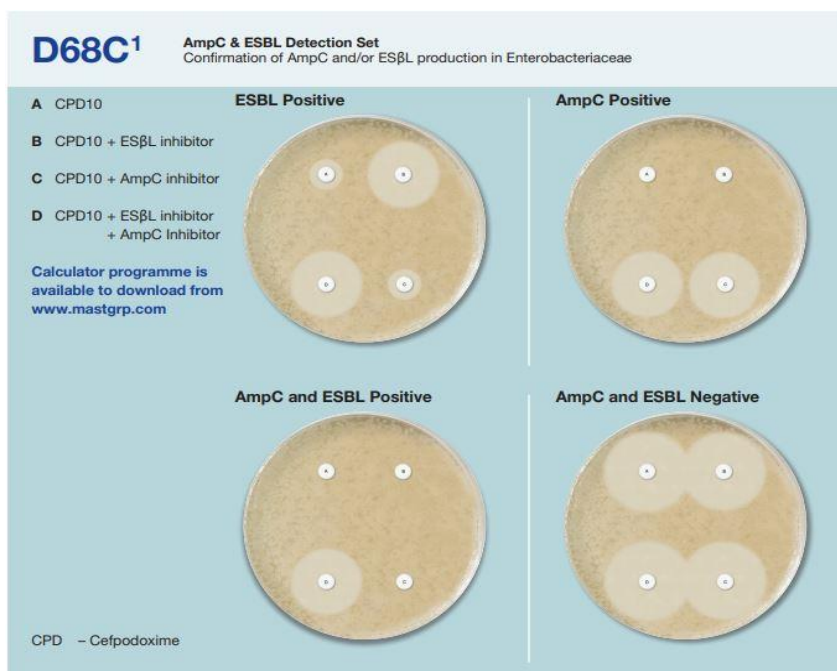 D68C¹
AmpC & ESBL Detection Set
Confirmation of AmpC and/or ESβL production in Enterobacteriaceae
A CPD10
B CPD10 + ESβL inhibitor
C CPD10 + AmpC inhibitor
D CPD10 + ESβL inhibitor
+ AmpC Inhibitor
Calculator programme is
available to download from
www.mastgrp.com
ESBL Positive
A B
D C
AmpC Positive
A B
D C
AmpC and ESBL Positive
A B
D C
AmpC and ESBL Negative
A B
D C
CPD – Cefpodoxime